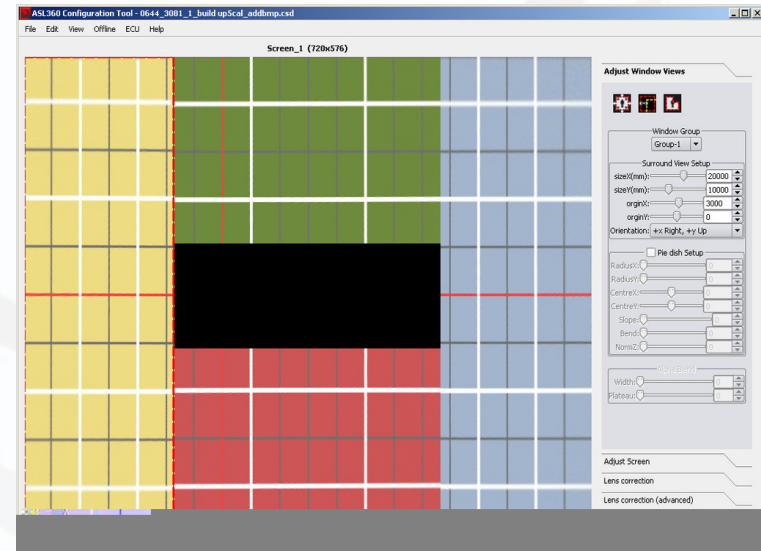 ASL360 Configuration Tool - 0644_3081_1_build up5cal_addbmp.csd
File Edit View Offline ECU Help
Screen_1 (720x576)
Adjust Window Views
Window Group
Group-1
Surround View Setup
sizeX(mm): 20000
sizeY(mm): 10000
orginX: 3000
orginY: 0
Orientation: +x Right, +y Up
Pie dish Setup
RadiusX: 0
RadiusY: 0
CentreX: 0
CentreY: 0
Slope: 0
Bend: 0
NormZ: 0
AlphaBlend
Width: 0
Plateau: 0
Adjust Screen
Lens correction
Lens correction (advanced)